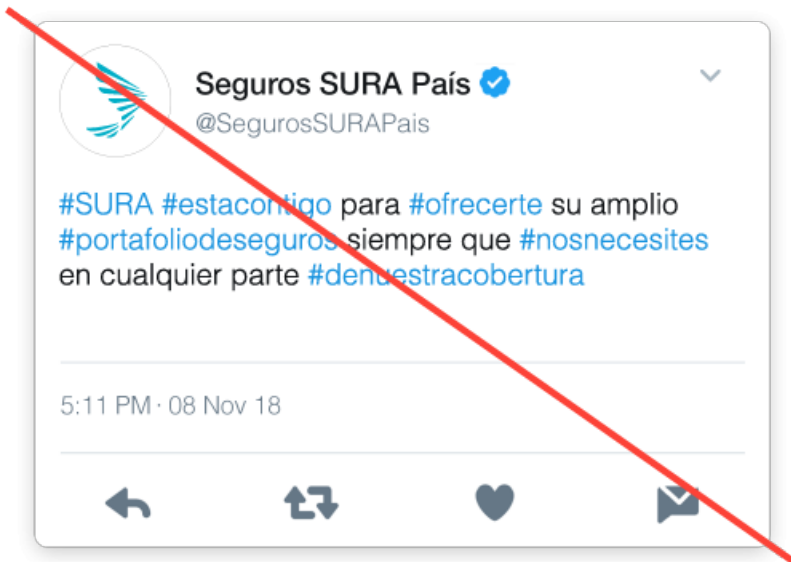 Seguros SURA País
@SegurosSURAPais
#SURA #estacontigo para #ofrecerte su amplio
#portafoliodeseguros siempre que #nosnecesites
en cualquier parte #denuestracobertura
5:11 PM · 08 Nov 18